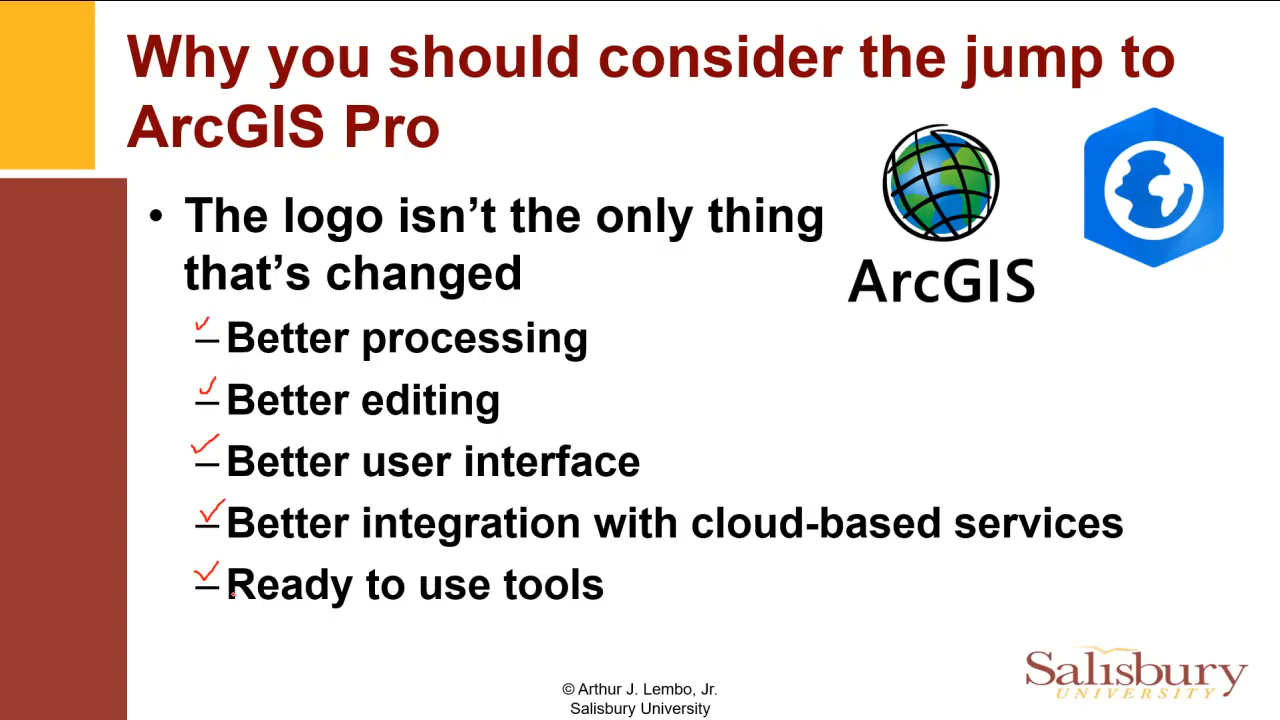 Why you should consider the jump to
ArcGIS Pro
• The logo isn’t the only thing
that’s changed
– Better processing
– Better editing
– Better user interface
– Better integration with cloud-based services
– Ready to use tools
ArcGIS
© Arthur J. Lembo, Jr.
Salisbury University
Salisbury
UNIVERSITY